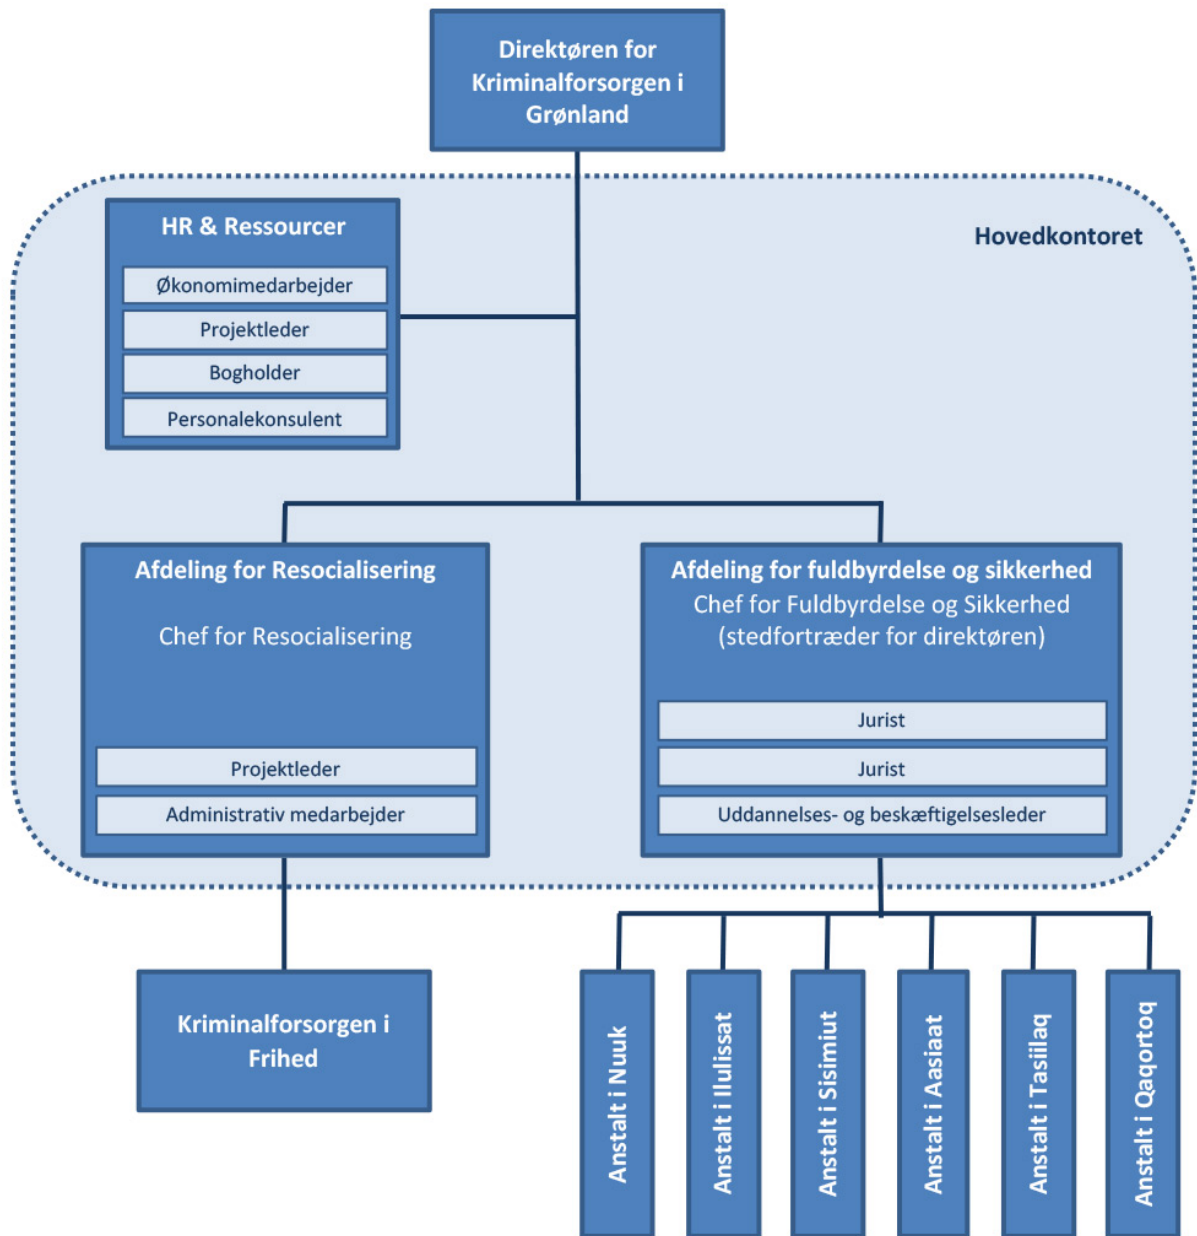 Direktøren for
Kriminalforsorgen i
Grønland
HR & Ressourcer
Hovedkontoret
Økonomimedarbejder
Projektleder
Bogholder
Personalekonsulent
Afdeling for Resocialisering
Chef for Resocialisering
Projektleder
Administrativ medarbejder
Afdeling for fuldbyrdelse og sikkerhed
Chef for Fuldbyrdelse og Sikkerhed
(stedfortræder for direktøren)
Jurist
Jurist
Uddannelses- og beskæftigelsesleder
Kriminalforsorgen i
Frihed
Anstalt i Nuuk
Anstalt i Ilulissat
Anstalt i Sisimiut
Anstalt i Aasiaat
Anstalt i Tasiilaq
Anstalt i Qaqortoq